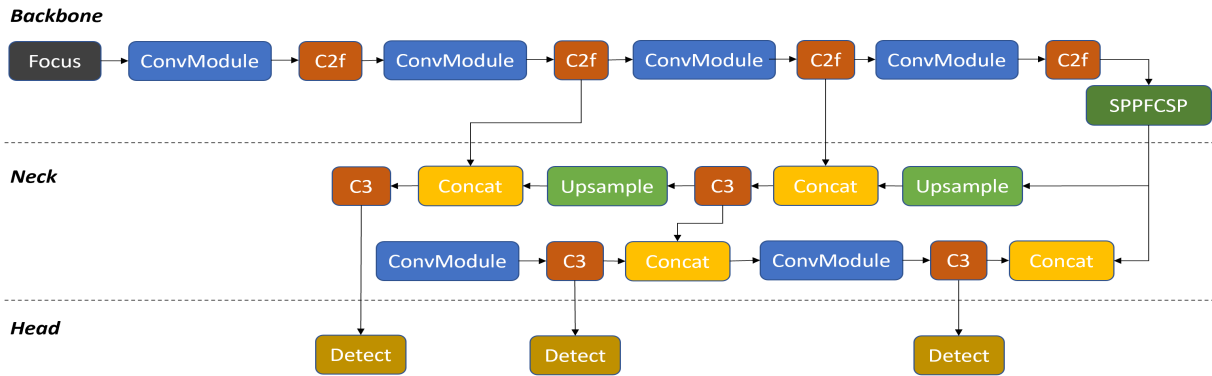 Backbone
Focus ConvModule C2f ConvModule C2f ConvModule C2f ConvModule C2f
SPPFCSP
Neck
C3 Concat Upsample C3 Concat Upsample
ConvModule C3 Concat ConvModule C3 Concat
Head
Detect Detect Detect